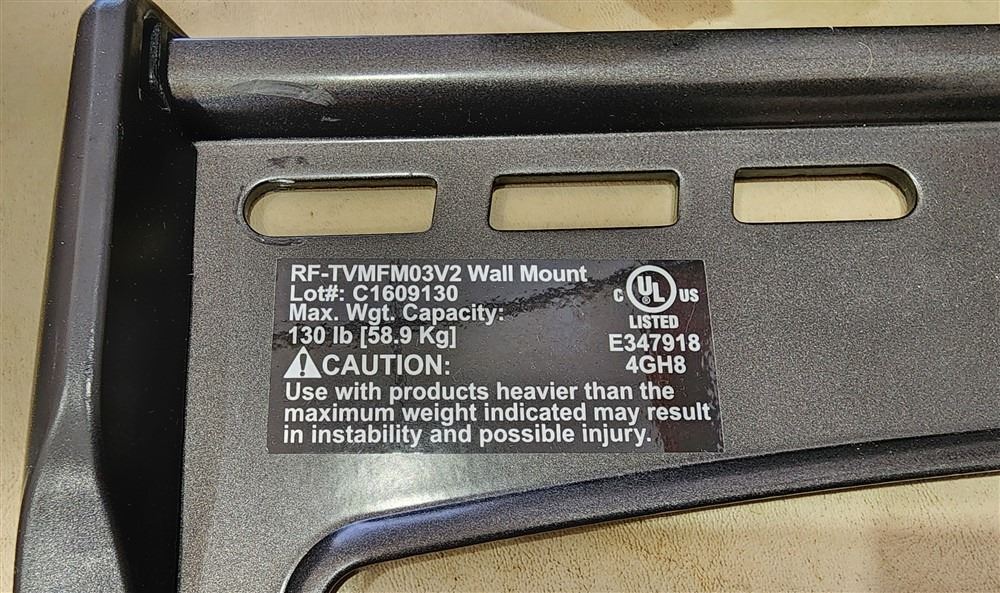 RF-TVMFM03V2 Wall Mount
Lot#: C1609130
Max. Wgt. Capacity:
130 lb [58.9 Kg]
CAUTION:
Use with products heavier than the
maximum weight indicated may result
in instability and possible injury.
C UL US
LISTED
E347918
4GH8